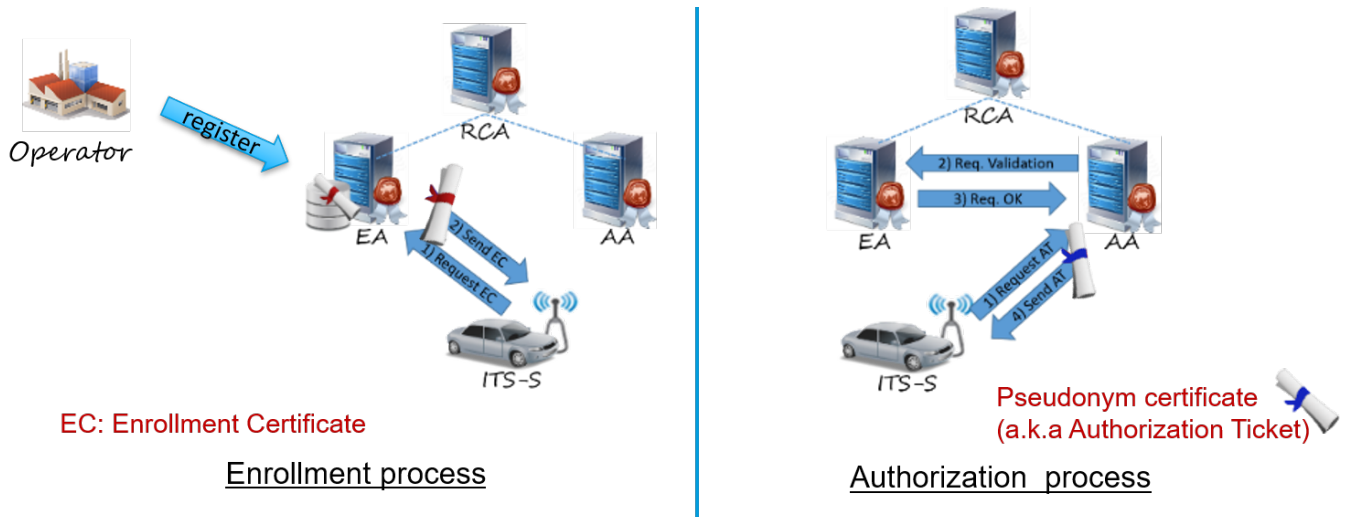 RCA
Operator
register
EA
AA
2) Send EC
1) Request EC
ITS-S
EC: Enrollment Certificate
Enrollment process
RCA
2) Req. Validation
3) Req. OK
EA
AA
1) Request AT
4) Send AT
ITS-S
Pseudonym certificate
(a.k.a Authorization Ticket)
Authorization process